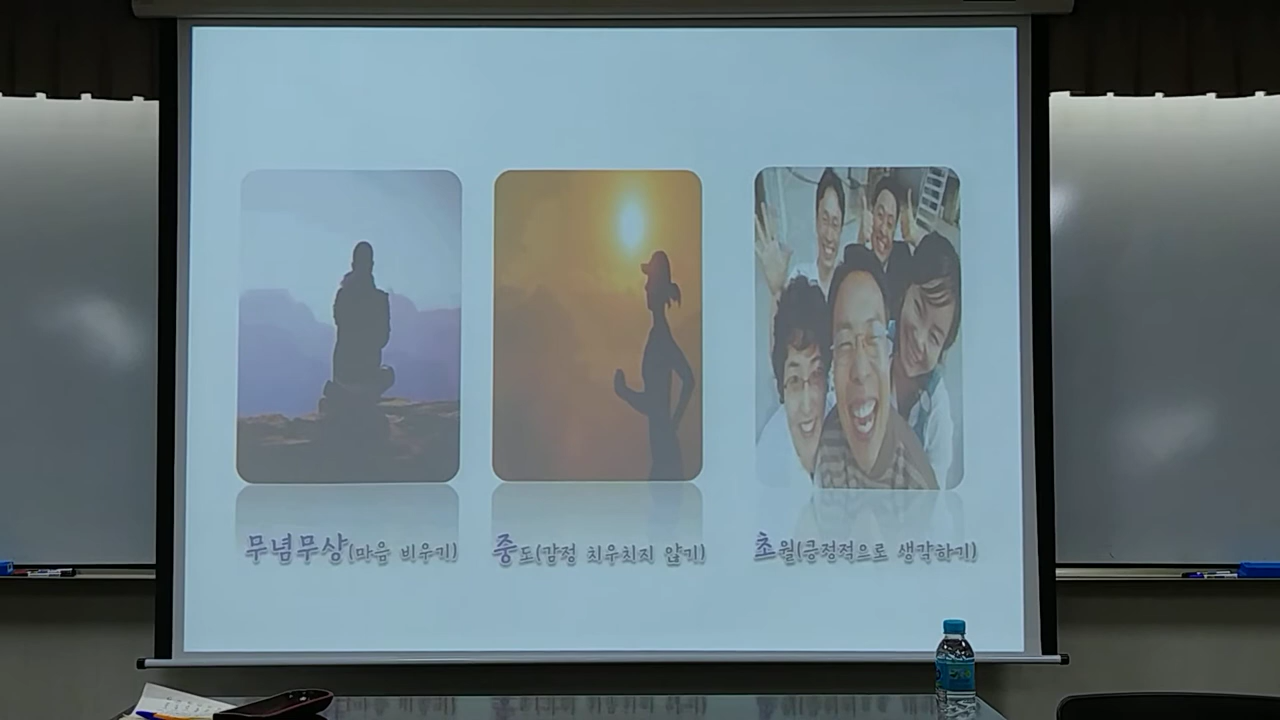 무념무상(마음 비우기)
중도(감정 치우치지 않기)
초월(긍정적으로 생각하기)